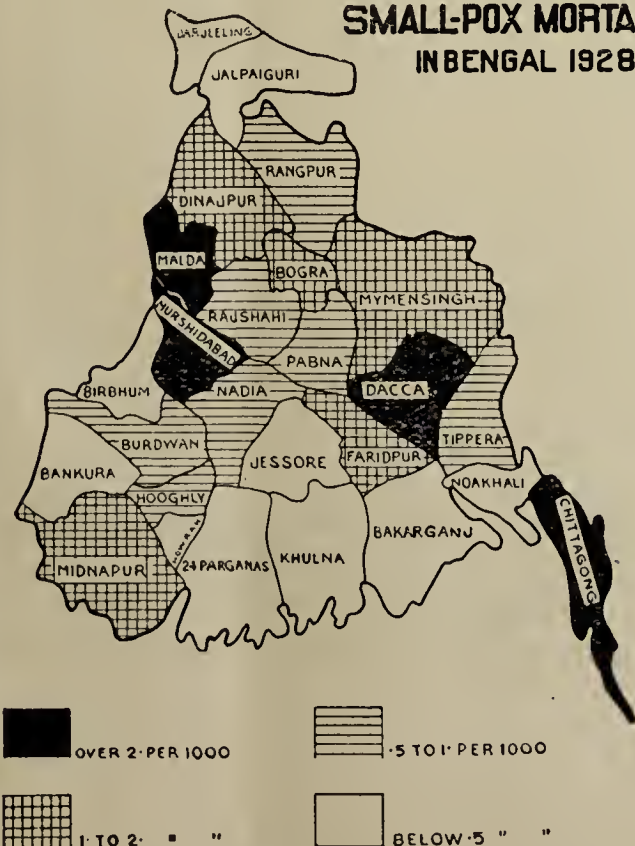 SMALL-POX MORTA
IN BENGAL 1928
DARJEELING
JALPAIGURI
RANGPUR
DINAJPUR
MALDA
BOGRA
MYMENSINGH
MURSHIDABAD
RAJSHAHI
PABNA
DACCA
BIRBHUM
NADIA
BURDWAN
TIPPERA
BANKURA
JESSORE
FARIDPUR
HOOGHLY
NOAKHALI
HOWRAH
MIDNAPUR
24 PARGANAS
KHULNA
BAKARGANJ
CHITTAGONG
OVER 2· PER 1000
·5 TO 1· PER 1000
1· TO 2· " "
BELOW ·5 " "